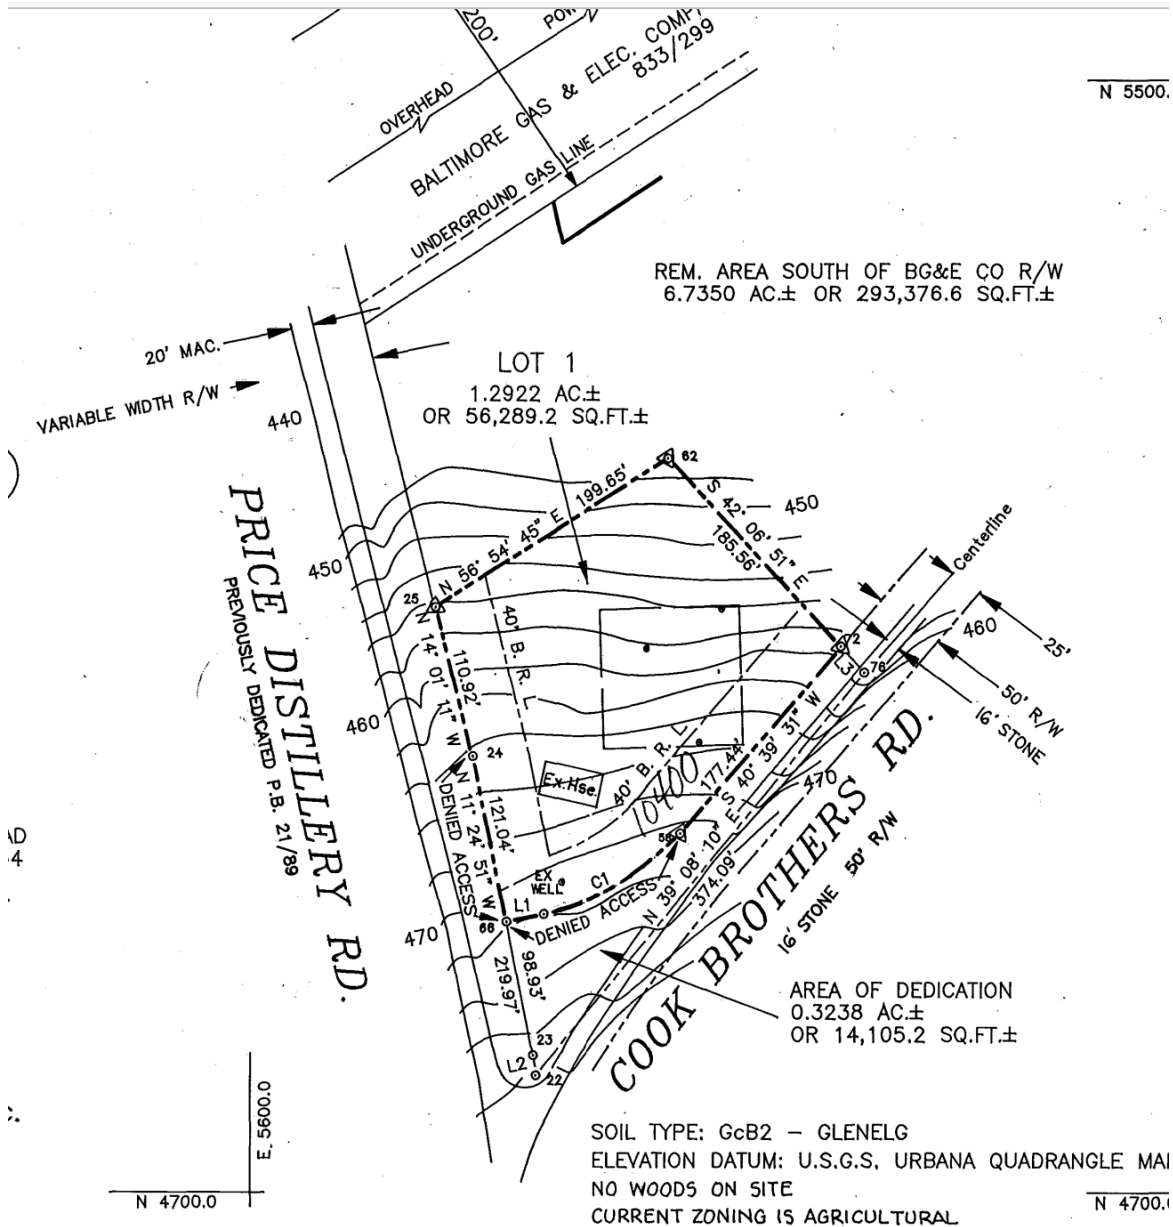 200'
POW
OVERHEAD
BALTIMORE GAS & ELEC. COMP
833/299
UNDERGROUND GAS LINE
N 5500.
REM. AREA SOUTH OF BG&E CO R/W
6.7350 AC.± OR 293,376.6 SQ.FT.±
20' MAC.
VARIABLE WIDTH R/W
LOT 1
1.2922 AC.±
OR 56,289.2 SQ.FT.±
440
450
460
470
PRICE DISTILLERY RD.
PREVIOUSLY DEDICATED P.B. 21/89
N 56° 54' 45" E 199.65'
62
S 42° 06' 51" E
185.56'
450
Centerline
460
25'
50' R/W
16' STONE
25
N 14° 01' 11" W
110.92'
40' B. R. L
2
L3
76
24
DENIED ACCESS
N 11° 24' 51" W
121.04'
Ex.Hse.
40' B. R. L
10400
177.44'
S 40° 39' 31" W
470
EX
WELL
L1
C1
58
66
DENIED ACCESS
N 39° 08' 10" E
374.09'
98.93'
219.97'
23
L2
22
COOK BROTHERS RD.
16' STONE 50' R/W
AREA OF DEDICATION
0.3238 AC.±
OR 14,105.2 SQ.FT.±
AD
4
E 5600.0
N 4700.0
SOIL TYPE: GcB2 – GLENELG
ELEVATION DATUM: U.S.G.S. URBANA QUADRANGLE MA
NO WOODS ON SITE
CURRENT ZONING IS AGRICULTURAL
N 4700.0